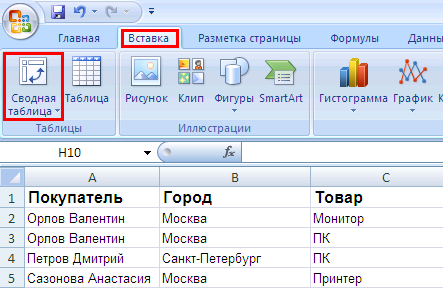 Главная Вставка Разметка страницы Формулы Данны
Сводная таблица Таблица Рисунок Клип Фигуры SmartArt Гистограмма График К
Таблицы Иллюстрации
H10 fx
A B C
1 Покупатель Город Товар
2 Орлов Валентин Москва Монитор
3 Орлов Валентин Москва ПК
4 Петров Дмитрий Санкт-Петербург ПК
5 Сазонова Анастасия Москва Принтер